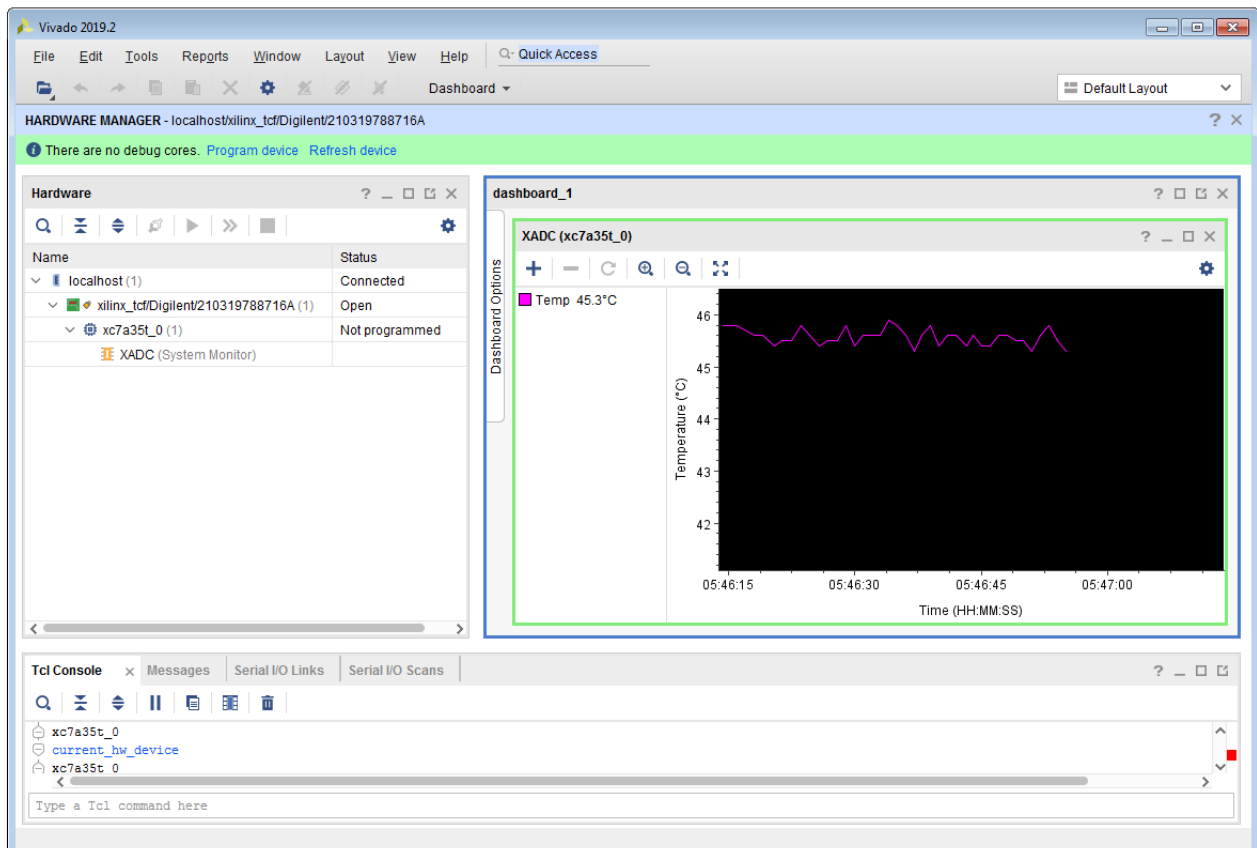 Vivado 2019.2
File Edit Tools Reports Window Layout View Help Quick Access
Dashboard Default Layout
HARDWARE MANAGER - localhost/xilinx_tcf/Digilent/210319788716A
There are no debug cores. Program device Refresh device
Hardware
Name Status
localhost (1) Connected
xilinx_tcf/Digilent/210319788716A (1) Open
xc7a35t_0 (1) Not programmed
XADC (System Monitor)
dashboard_1
Dashboard Options
XADC (xc7a35t_0)
Temp 45.3°C
Temperature (°C)
46
45
44
43
42
05:46:15 05:46:30 05:46:45 05:47:00
Time (HH:MM:SS)
Tcl Console Messages Serial I/O Links Serial I/O Scans
xc7a35t_0
current_hw_device
xc7a35t_0
Type a Tcl command here